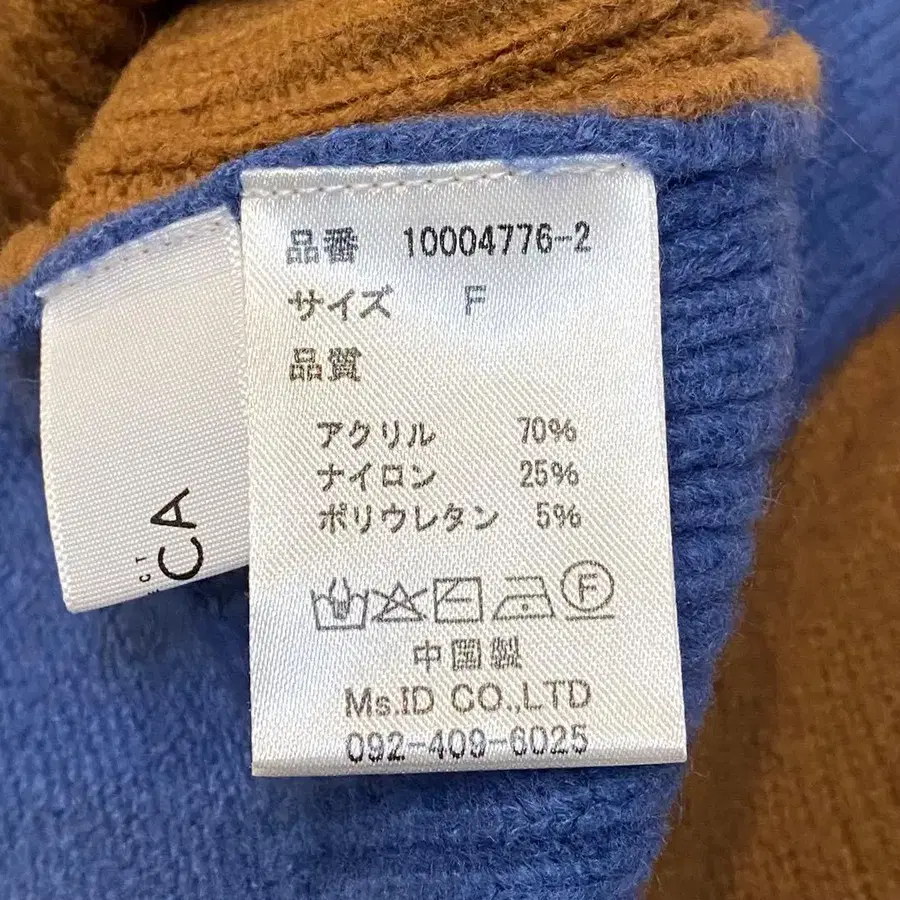 品番 10004776-2
サイズ F
品質
アクリル 70%
ナイロン 25%
ポリウレタン 5%
F
中国製
Ms.ID CO.,LTD
092-409-6025
CA
CT